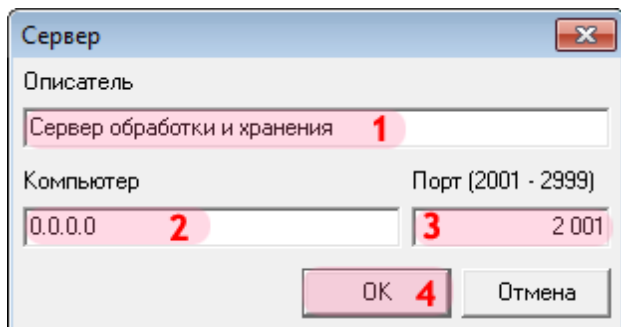 Сервер
Описатель
Сервер обработки и хранения 1
Компьютер Порт (2001 - 2999)
0.0.0.0 2 3 2 001
OK 4 Отмена